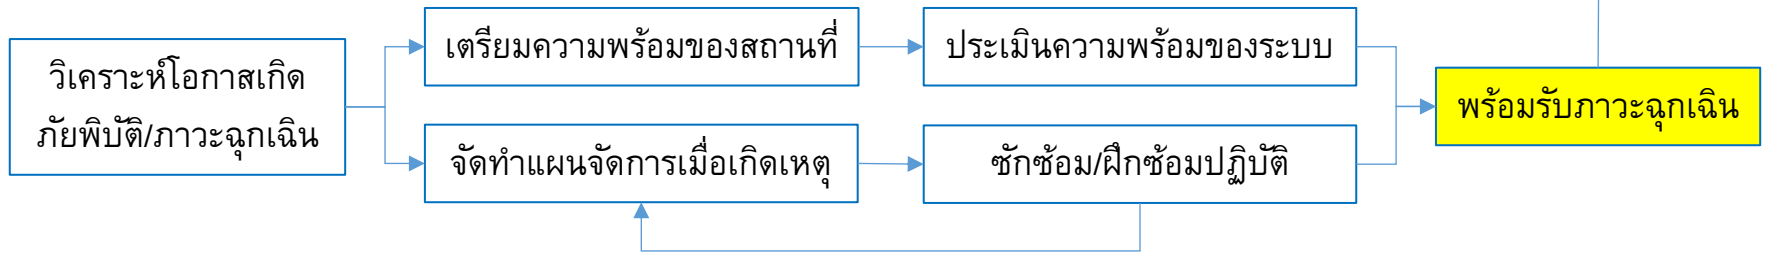 วิเคราะห์โอกาสเกิด
ภัยพิบัติ/ภาวะฉุกเฉิน
เตรียมความพร้อมของสถานที่
ประเมินความพร้อมของระบบ
จัดทำแผนจัดการเมื่อเกิดเหตุ
ซักซ้อม/ฝึกซ้อมปฏิบัติ
พร้อมรับภาวะฉุกเฉิน